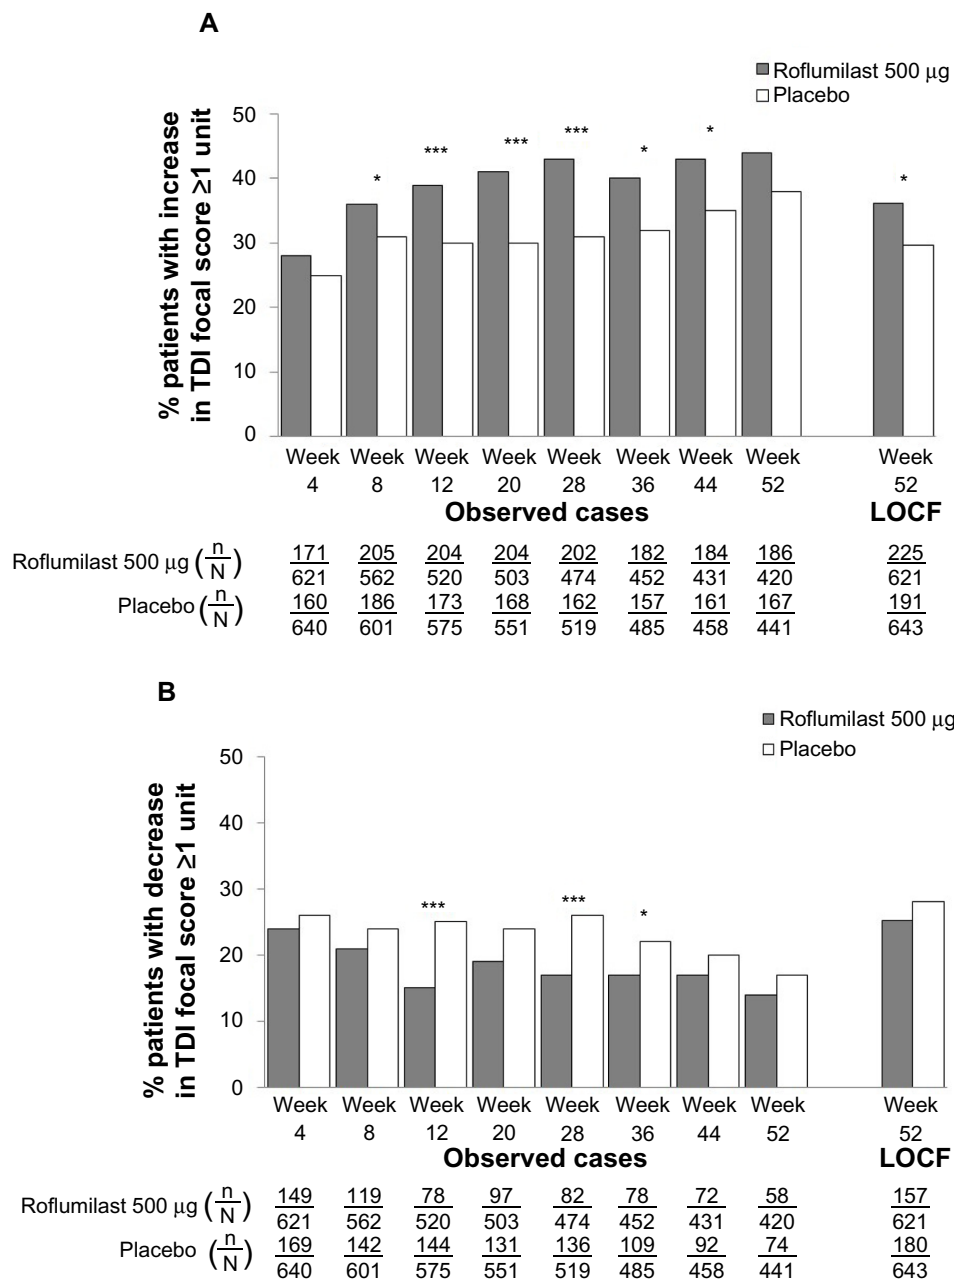 A
Roflumilast 500 µg
Placebo
% patients with increase
in TDI focal score ≥1 unit
50
40
30
20
10
0
* *** *** *** * * *
Week Week Week Week Week Week Week Week Week
4 8 12 20 28 36 44 52 52
Observed cases LOCF
Roflumilast 500 µg (n/N) 171/621 205/562 204/520 204/503 202/474 182/452 184/431 186/420 225/621
Placebo (n/N) 160/640 186/601 173/575 168/551 162/519 157/485 161/458 167/441 191/643
B
Roflumilast 500 µg
Placebo
% patients with decrease
in TDI focal score ≥1 unit
50
40
30
20
10
0
*** *** *
Week Week Week Week Week Week Week Week Week
4 8 12 20 28 36 44 52 52
Observed cases LOCF
Roflumilast 500 µg (n/N) 149/621 119/562 78/520 97/503 82/474 78/452 72/431 58/420 157/621
Placebo (n/N) 169/640 142/601 144/575 131/551 136/519 109/485 92/458 74/441 180/643